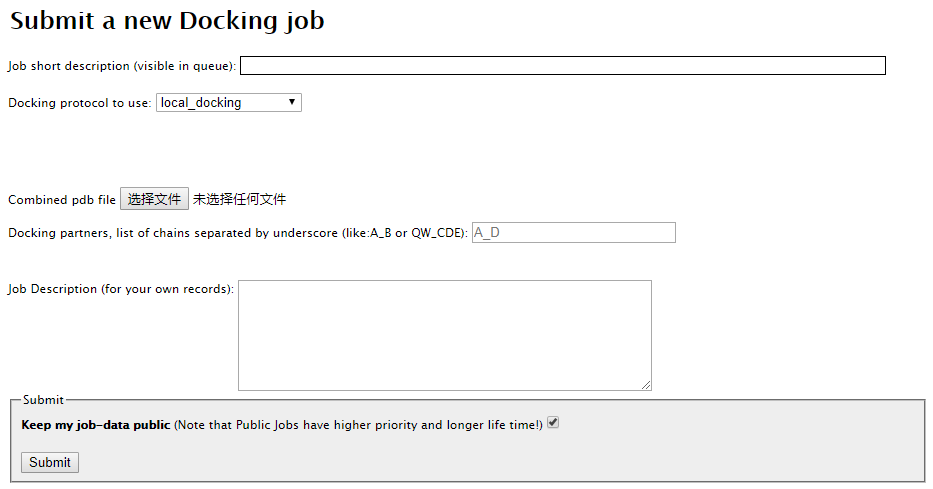 Submit a new Docking job
Job short description (visible in queue):
Docking protocol to use: local_docking
Combined pdb file 选择文件 未选择任何文件
Docking partners, list of chains separated by underscore (like:A_B or QW_CDE): A_D
Job Description (for your own records):
Submit
Keep my job-data public (Note that Public Jobs have higher priority and longer life time!)
Submit